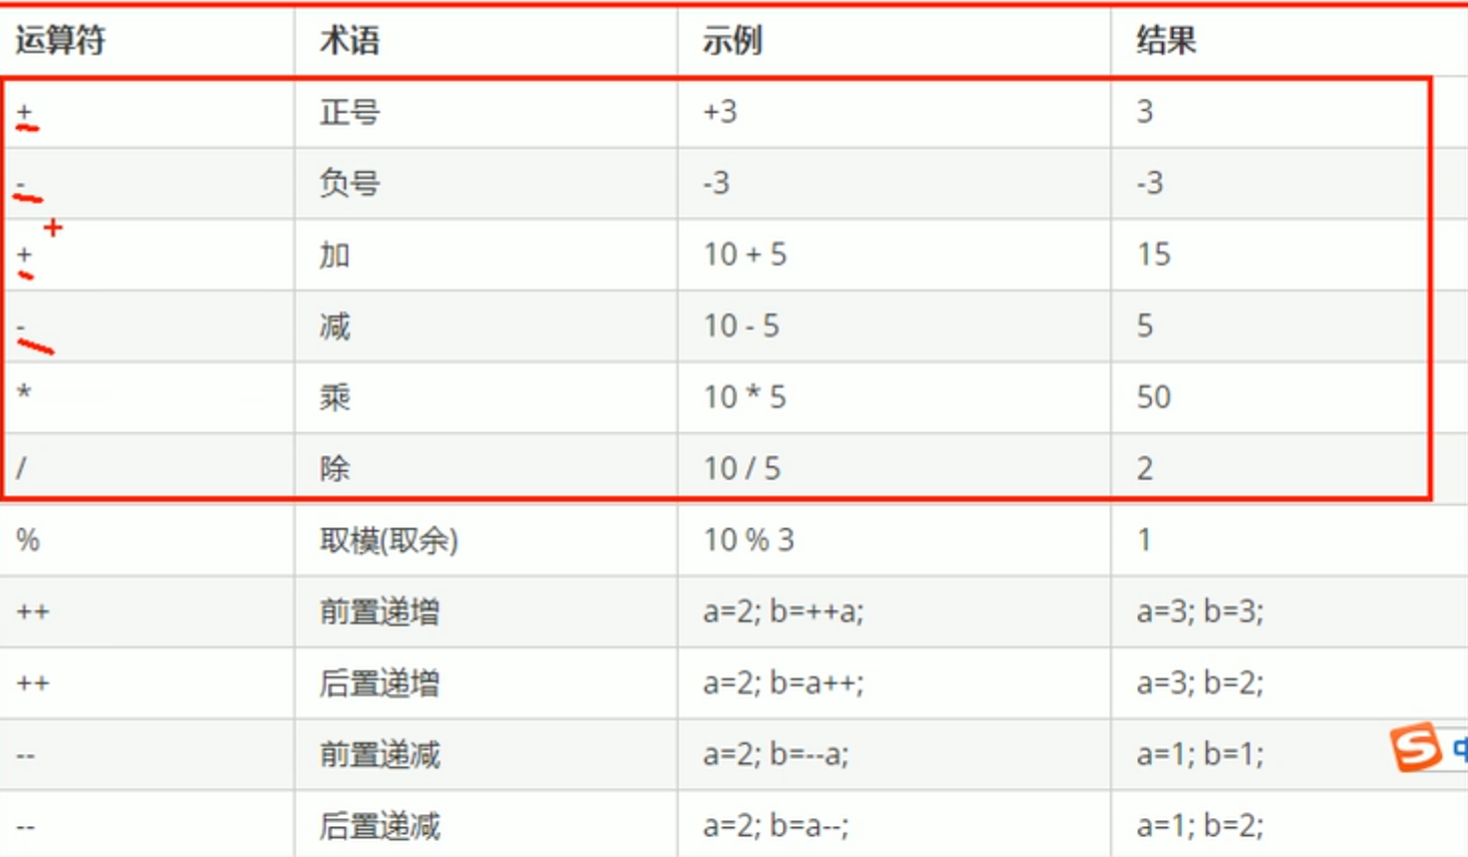 运算符 术语 示例 结果
+ 正号 +3 3
- 负号 -3 -3
+ 加 10 + 5 15
- 减 10 - 5 5
* 乘 10 * 5 50
/ 除 10 / 5 2
% 取模(取余) 10 % 3 1
++ 前置递增 a=2; b=++a; a=3; b=3;
++ 后置递增 a=2; b=a++; a=3; b=2;
-- 前置递减 a=2; b=--a; a=1; b=1;
-- 后置递减 a=2; b=a--; a=1; b=2;